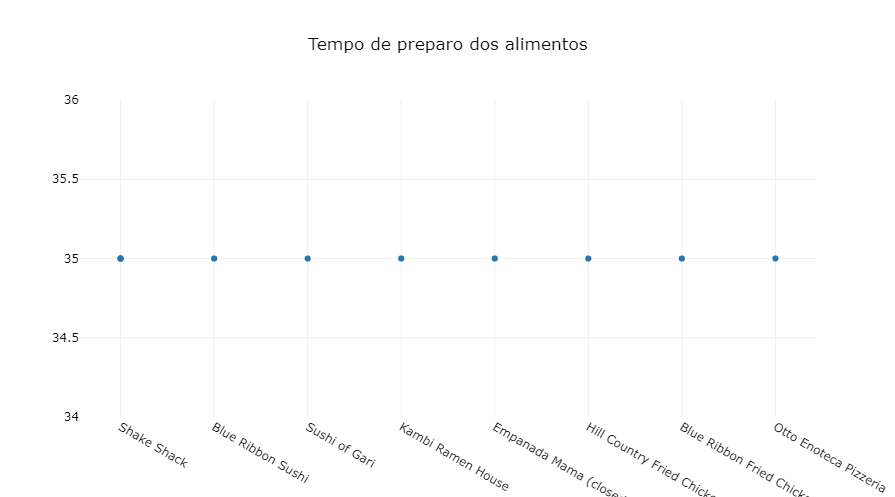 Tempo de preparo dos alimentos
36
35.5
35
34.5
34
Shake Shack
Blue Ribbon Sushi
Sushi of Gari
Kambi Ramen House
Empanada Mama (close
Hill Country Fried Chick
Blue Ribbon Fried Chick
Otto Enoteca Pizzeria